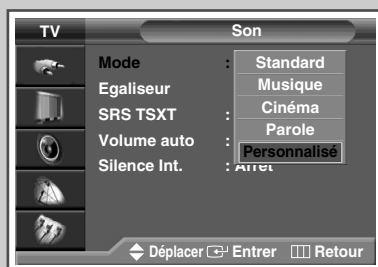 TV Son
Mode : Standard
Egaliseur Musique
SRS TSXT : Cinéma
Volume auto : Parole
Personnalisé
Silence Int. : Arrêt
Déplacer Entrer Retour